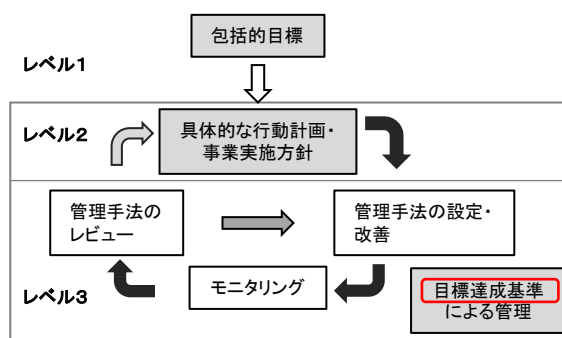 包括的目標
レベル1
レベル2
具体的な行動計画・
事業実施方針
管理手法の
レビュー
管理手法の設定・
改善
モニタリング
レベル3
目標達成基準
による管理